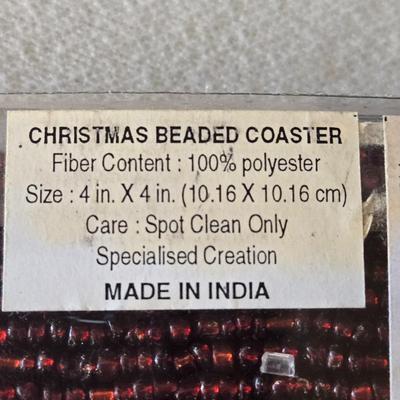 CHRISTMAS BEADED COASTER
Fiber Content : 100% polyester
Size : 4 in. X 4 in. (10.16 X 10.16 cm)
Care : Spot Clean Only
Specialised Creation
MADE IN INDIA